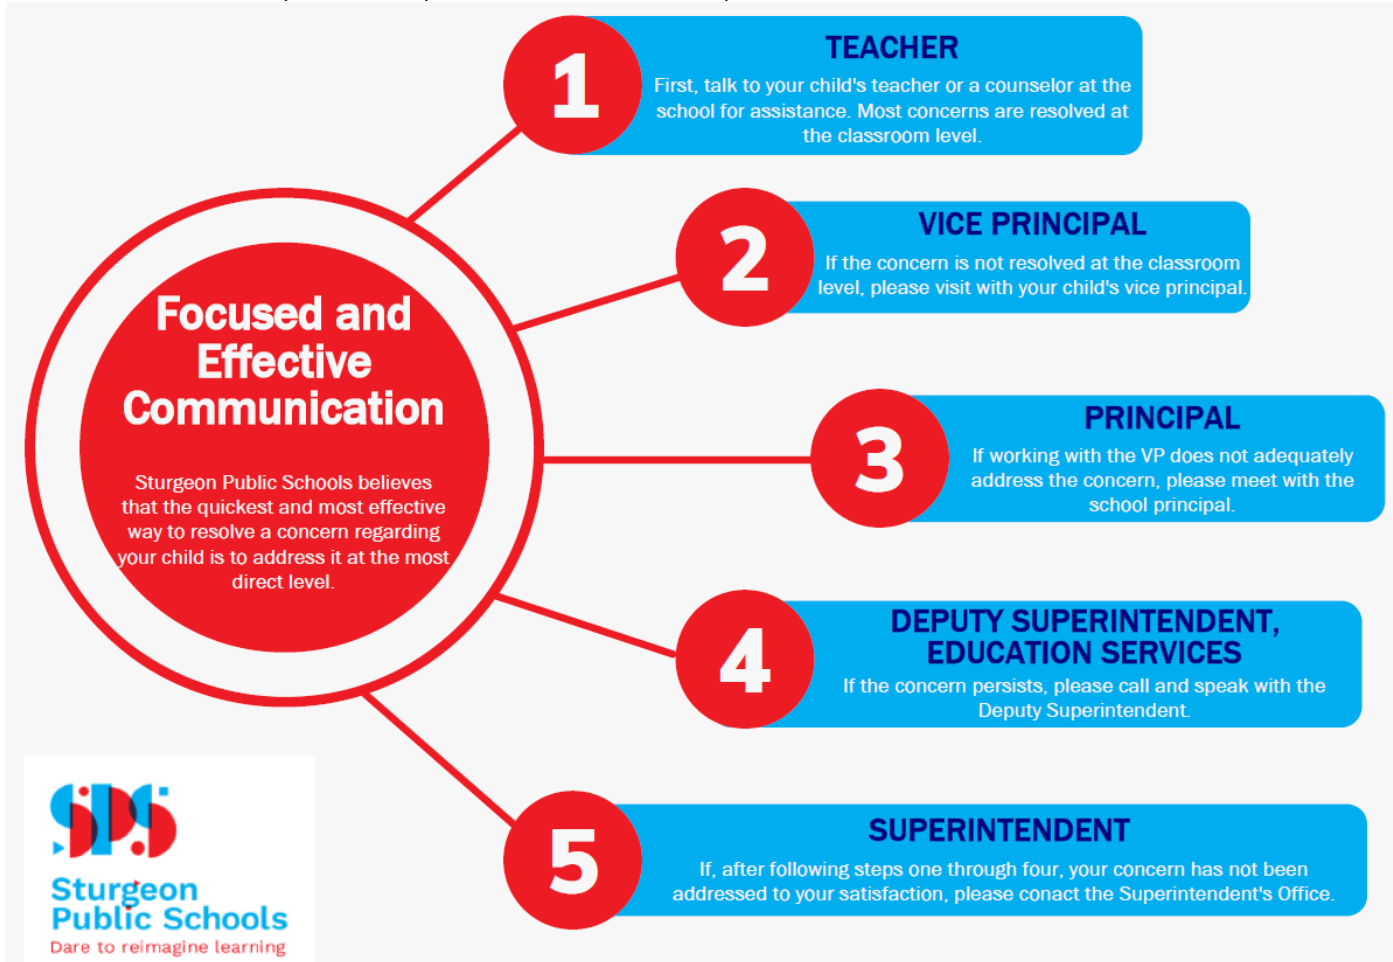 1
TEACHER
First, talk to your child's teacher or a counselor at the
school for assistance. Most concerns are resolved at
the classroom level.
2
VICE PRINCIPAL
If the concern is not resolved at the classroom
level, please visit with your child's vice principal.
Focused and
Effective
Communication
Sturgeon Public Schools believes
that the quickest and most effective
way to resolve a concern regarding
your child is to address it at the most
direct level.
3
PRINCIPAL
If working with the VP does not adequately
address the concern, please meet with the
school principal.
4
DEPUTY SUPERINTENDENT,
EDUCATION SERVICES
If the concern persists, please call and speak with the
Deputy Superintendent.
5
SUPERINTENDENT
If, after following steps one through four, your concern has not been
addressed to your satisfaction, please conact the Superintendent's Office.
SPS
Sturgeon
Public Schools
Dare to reimagine learning